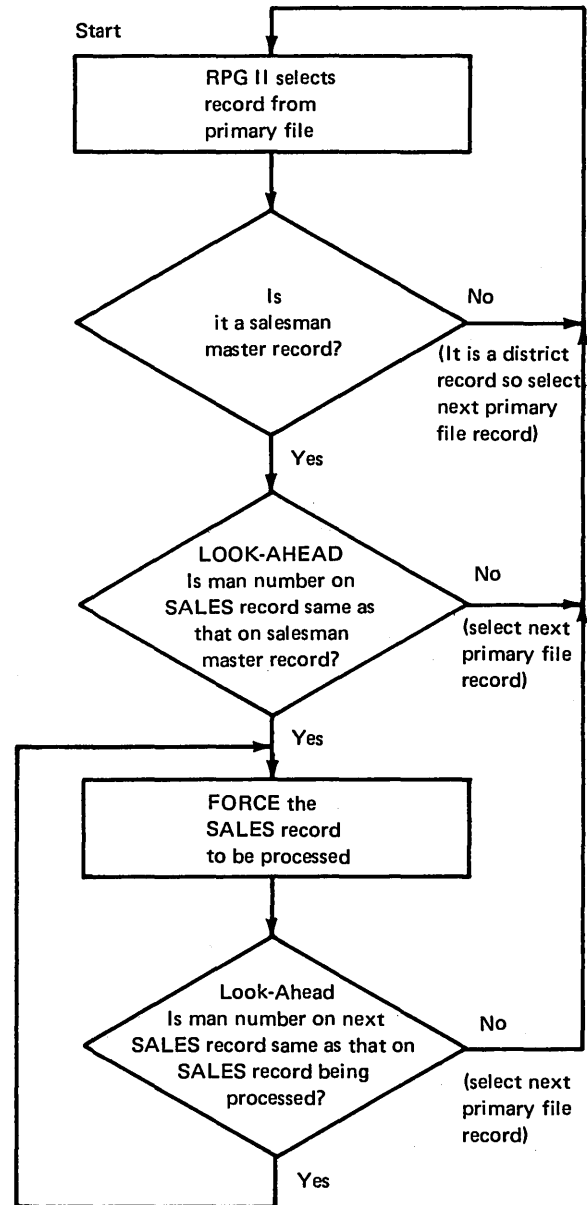 Start
RPG II selects
record from
primary file
Is
it a salesman
master record?
No
(It is a district
record so select
next primary
file record)
Yes
LOOK-AHEAD
Is man number on
SALES record same as
that on salesman
master record?
No
(select next
primary file
record)
Yes
FORCE the
SALES record
to be processed
Look-Ahead
Is man number on next
SALES record same as that on
SALES record being
processed?
No
(select next
primary file
record)
Yes